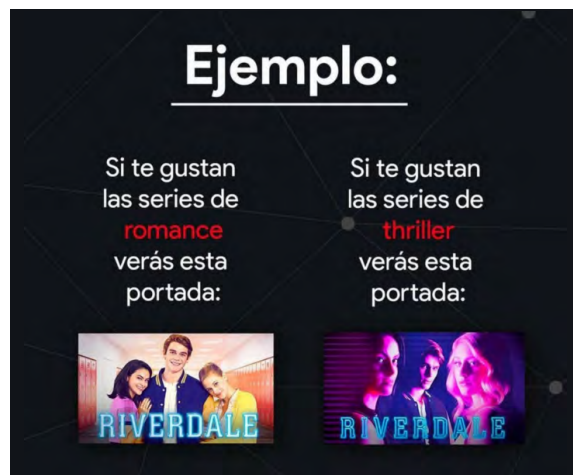 Ejemplo:
Si te gustan
las series de
romance
verás esta
portada:
RIVERDALE
Si te gustan
las series de
thriller
verás esta
portada:
RIVERDALE